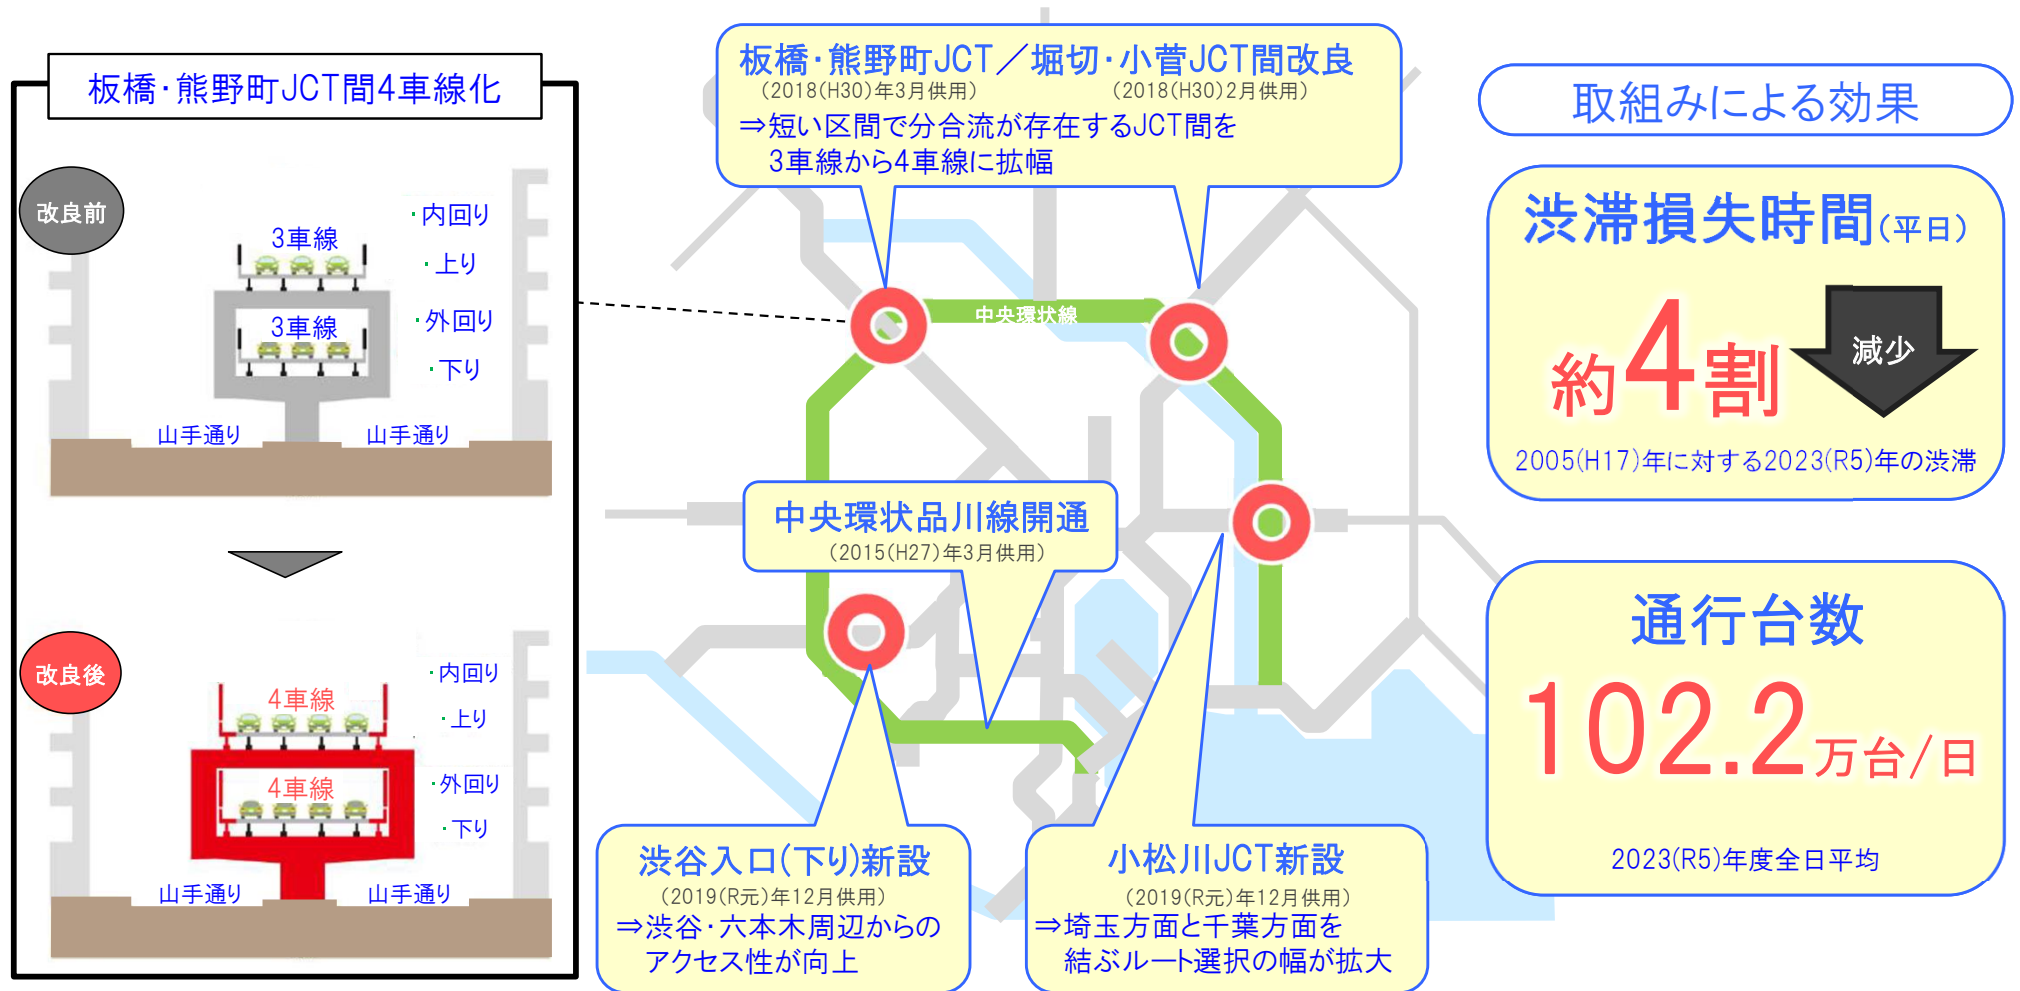 板橋・熊野町JCT間4車線化
改良前
3車線
3車線
・内回り
・上り
・外回り
・下り
山手通り
山手通り
改良後
4車線
4車線
・内回り
・上り
・外回り
・下り
山手通り
山手通り
板橋・熊野町JCT／堀切・小菅JCT間改良
（2018(H30)年3月供用）
（2018(H30)2月供用）
⇒短い区間で分合流が存在するJCT間を
3車線から4車線に拡幅
中央環状線
中央環状品川線開通
（2015(H27)年3月供用）
渋谷入口(下り)新設
（2019(R元)年12月供用）
⇒渋谷・六本木周辺からの
アクセス性が向上
小松川JCT新設
（2019(R元)年12月供用）
⇒埼玉方面と千葉方面を
結ぶルート選択の幅が拡大
取組みによる効果
渋滞損失時間(平日)
約4割
減少
2005(H17)年に対する2023(R5)年の渋滞
通行台数
102.2万台/日
2023(R5)年度全日平均